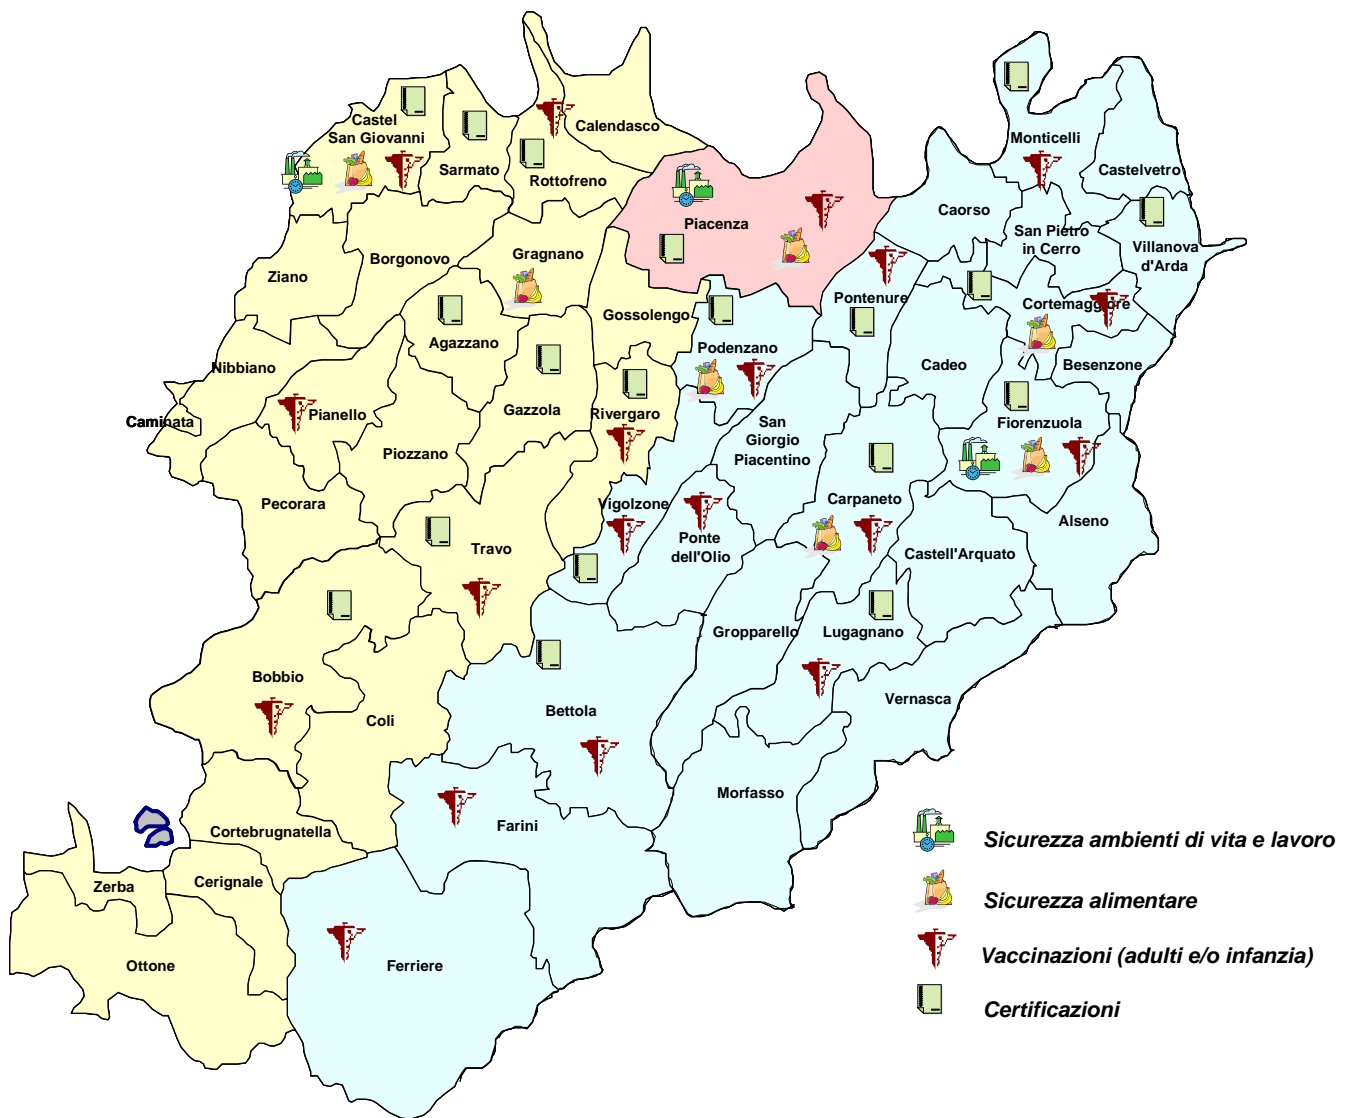 Castel
San Giovanni
Sarmato
Rottofreno
Calendasco
Piacenza
Monticelli
Castelvetro
Caorso
San Pietro
in Cerro
Villanova
d'Arda
Ziano
Borgonovo
Gragnano
Gossolengo
Pontenure
Cortemaggiore
Nibbiano
Agazzano
Podenzano
Cadeo
Besenzone
Caminata
Pianello
Gazzola
Rivergaro
San
Giorgio
Piacentino
Fiorenzuola
Piozzano
Pecorara
Vigolzone
Carpaneto
Alseno
Travo
Ponte
dell'Olio
Castell'Arquato
Gropparello
Lugagnano
Bobbio
Coli
Bettola
Vernasca
Morfasso
Cortebrugnatella
Farini
Zerba
Cerignale
Ottone
Ferriere
Sicurezza ambienti di vita e lavoro
Sicurezza alimentare
Vaccinazioni (adulti e/o infanzia)
Certificazioni